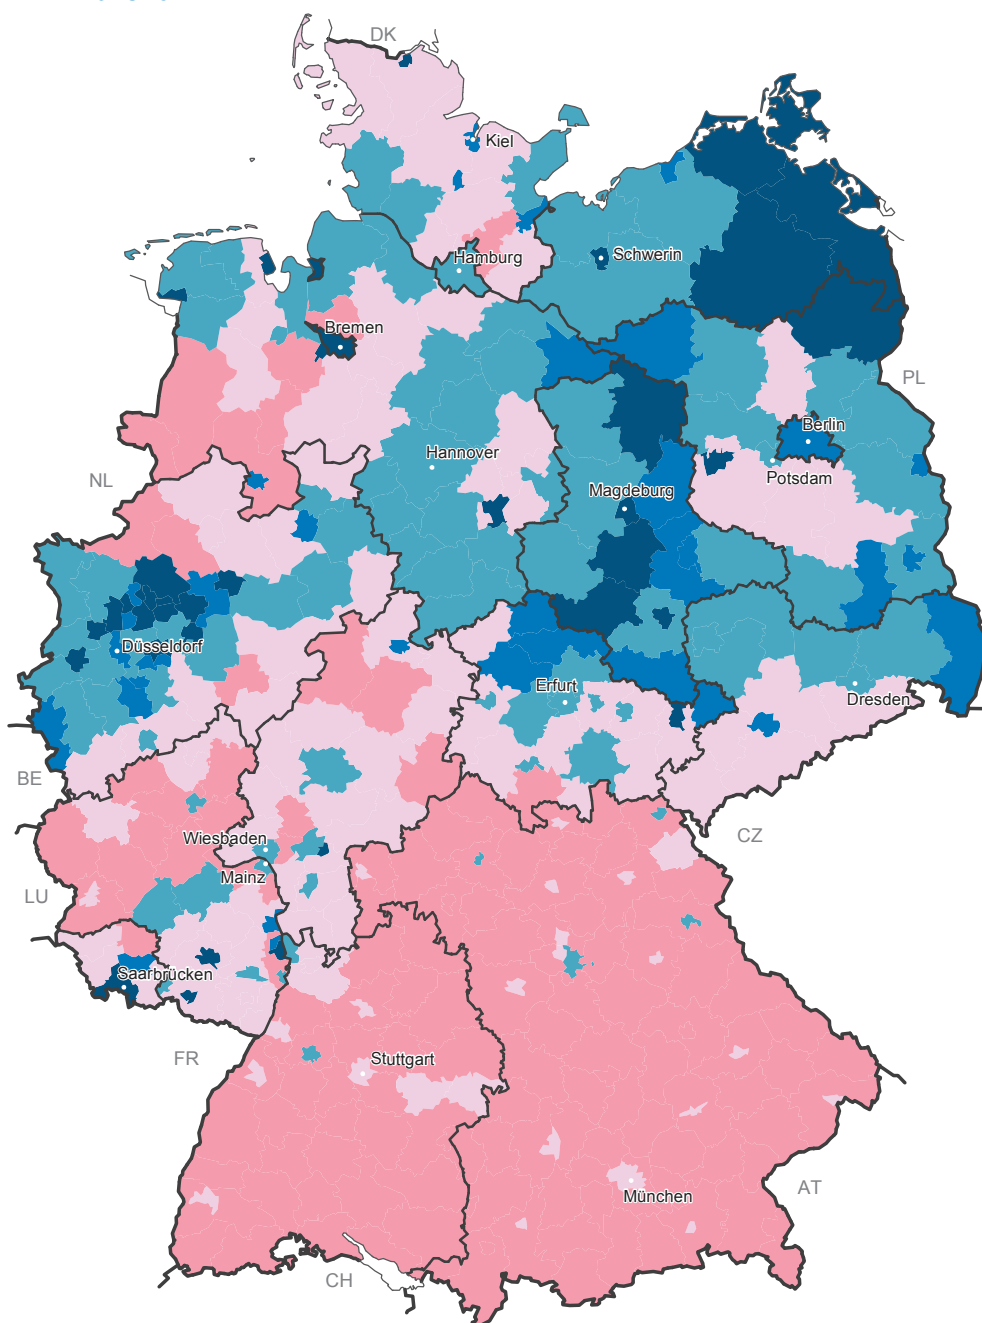 DK
Kiel
Hamburg
Schwerin
Bremen
PL
Berlin
Hannover
Potsdam
NL
Magdeburg
Düsseldorf
Erfurt
Dresden
BE
CZ
Wiesbaden
Mainz
LU
Saarbrücken
FR
Stuttgart
AT
München
CH